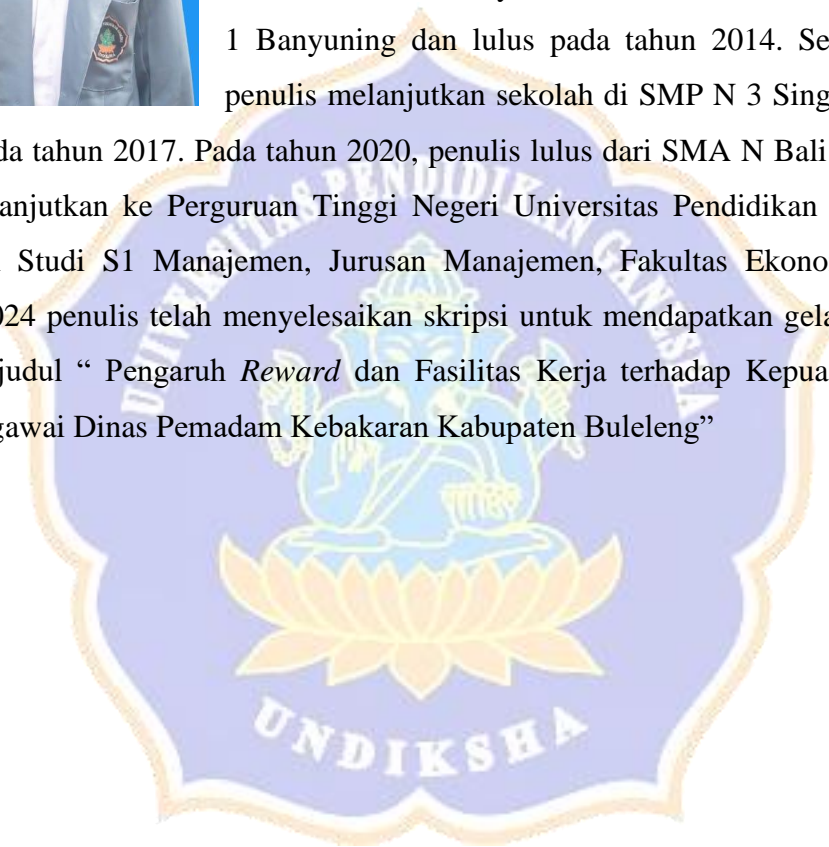 1 Banyuning dan lulus pada tahun 2014. Se
penulis melanjutkan sekolah di SMP N 3 Sing
da tahun 2017. Pada tahun 2020, penulis lulus dari SMA N Bali
anjutkan ke Perguruan Tinggi Negeri Universitas Pendidikan
Studi S1 Manajemen, Jurusan Manajemen, Fakultas Ekono
024 penulis telah menyelesaikan skripsi untuk mendapatkan gela
judul “ Pengaruh Reward dan Fasilitas Kerja terhadap Kepua
gawai Dinas Pemadam Kebakaran Kabupaten Buleleng”
UNIVERSITAS PENDIDIKAN GANESHA
UNDIKSHA